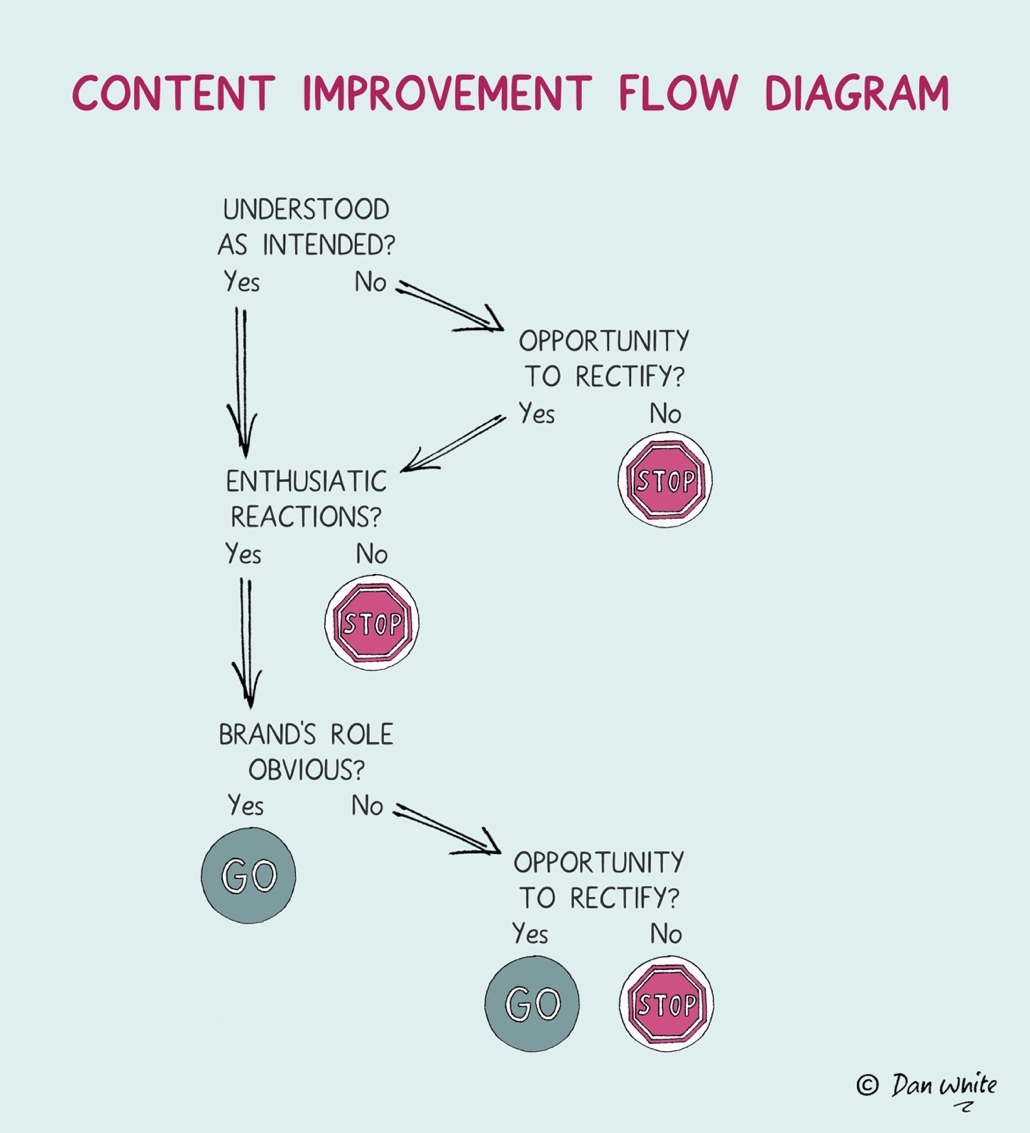 CONTENT IMPROVEMENT FLOW DIAGRAM
UNDERSTOOD
AS INTENDED?
Yes No
OPPORTUNITY
TO RECTIFY?
Yes No
STOP
ENTHUSIATIC
REACTIONS?
Yes No
STOP
BRAND'S ROLE
OBVIOUS?
Yes No
GO
OPPORTUNITY
TO RECTIFY?
Yes No
GO STOP
© Dan White